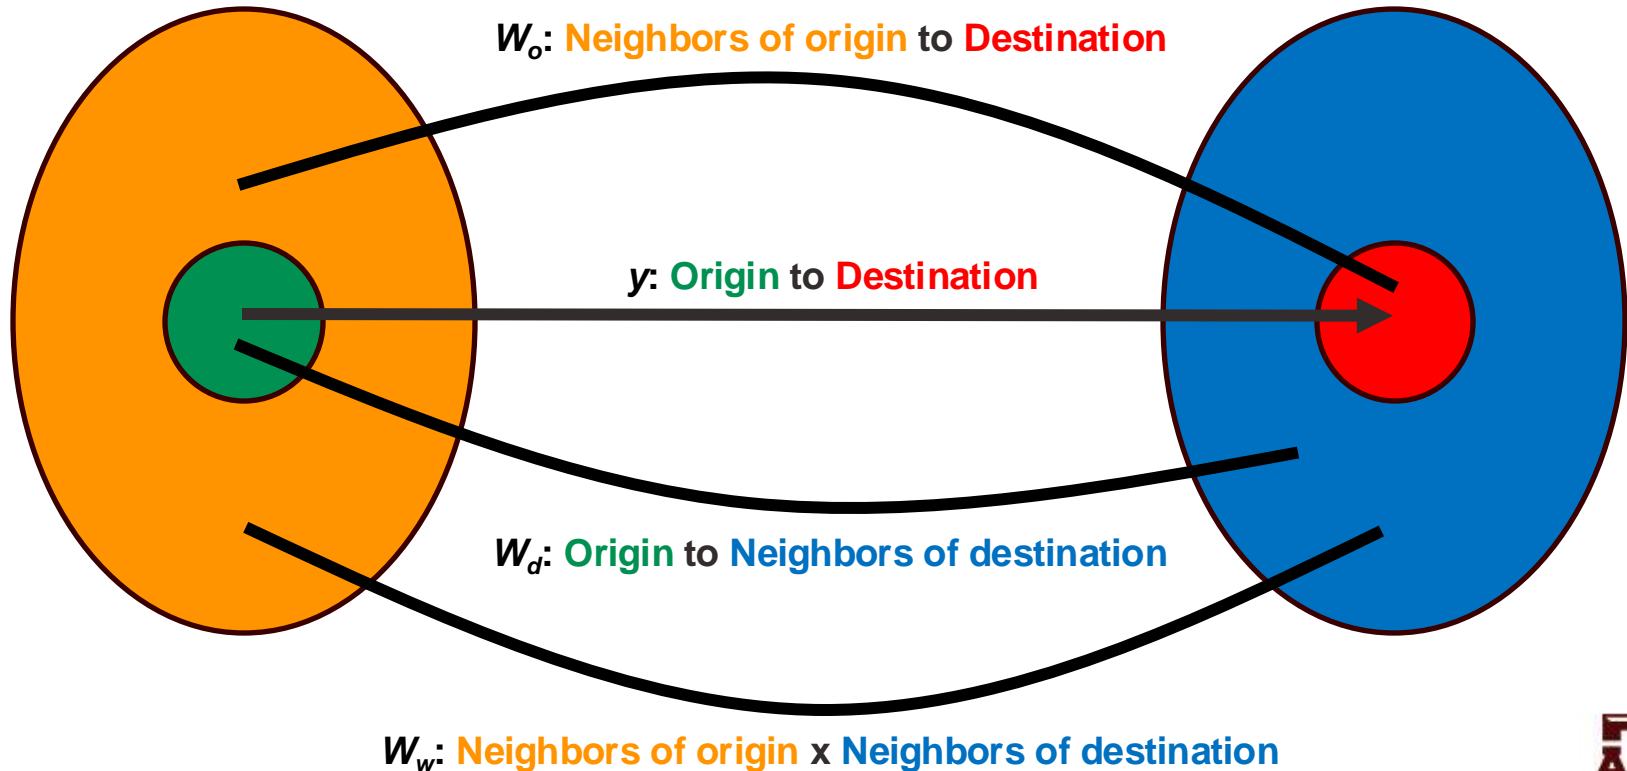 Wo: Neighbors of origin to Destination
y: Origin to Destination
Wd: Origin to Neighbors of destination
Ww: Neighbors of origin x Neighbors of destination